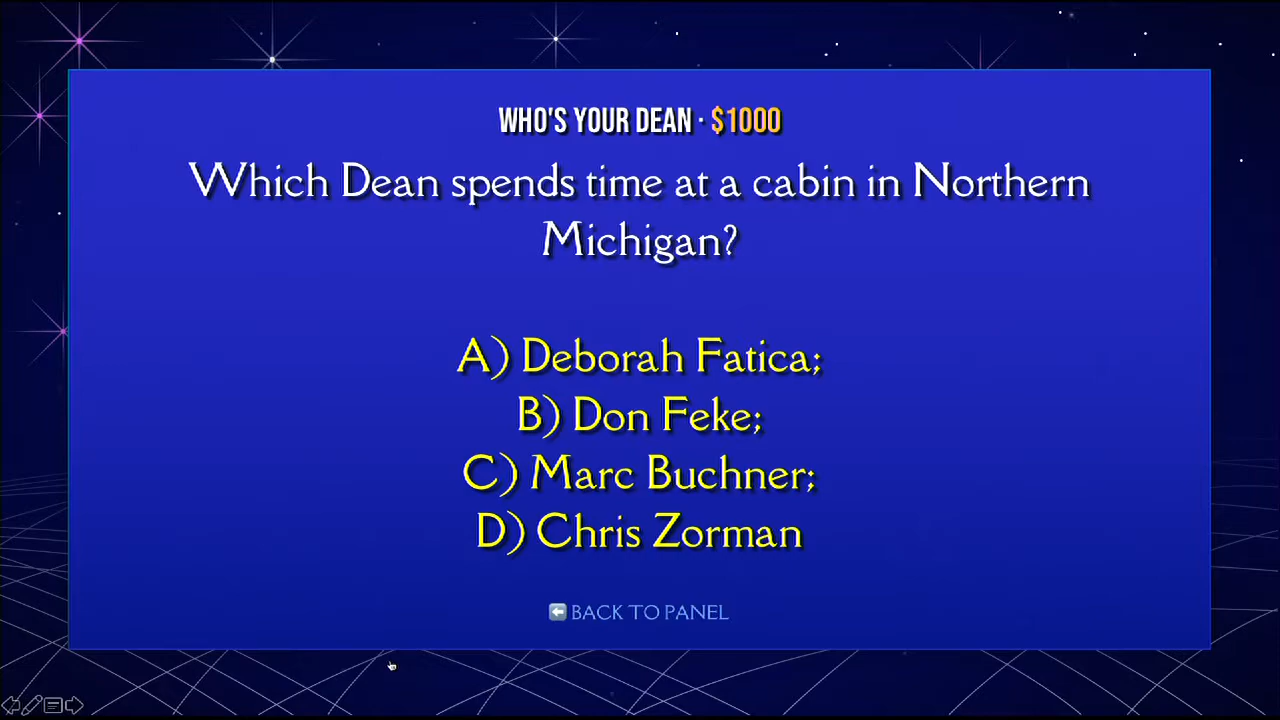 WHO'S YOUR DEAN · $1000
Which Dean spends time at a cabin in Northern
Michigan?
A) Deborah Fatica;
B) Don Feke;
C) Marc Buchner;
D) Chris Zorman
BACK TO PANEL